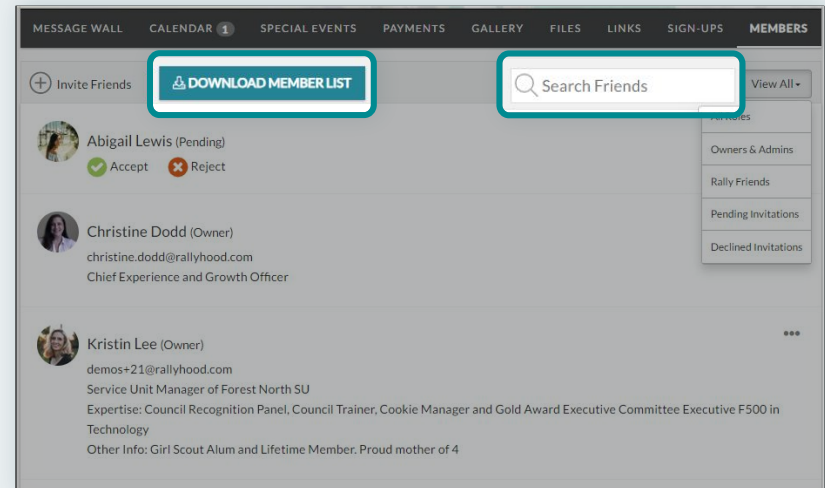 MESSAGE WALL CALENDAR 1 SPECIAL EVENTS PAYMENTS GALLERY FILES LINKS SIGN-UPS MEMBERS
Invite Friends DOWNLOAD MEMBER LIST Search Friends View All
All Roles
Abigail Lewis (Pending)
Accept Reject
Owners & Admins
Rally Friends
Pending Invitations
Declined Invitations
Christine Dodd (Owner)
christine.dodd@rallyhood.com
Chief Experience and Growth Officer
Kristin Lee (Owner)
demos+21@rallyhood.com
Service Unit Manager of Forest North SU
Expertise: Council Recognition Panel, Council Trainer, Cookie Manager and Gold Award Executive Committee Executive F500 in
Technology
Other Info: Girl Scout Alum and Lifetime Member. Proud mother of 4